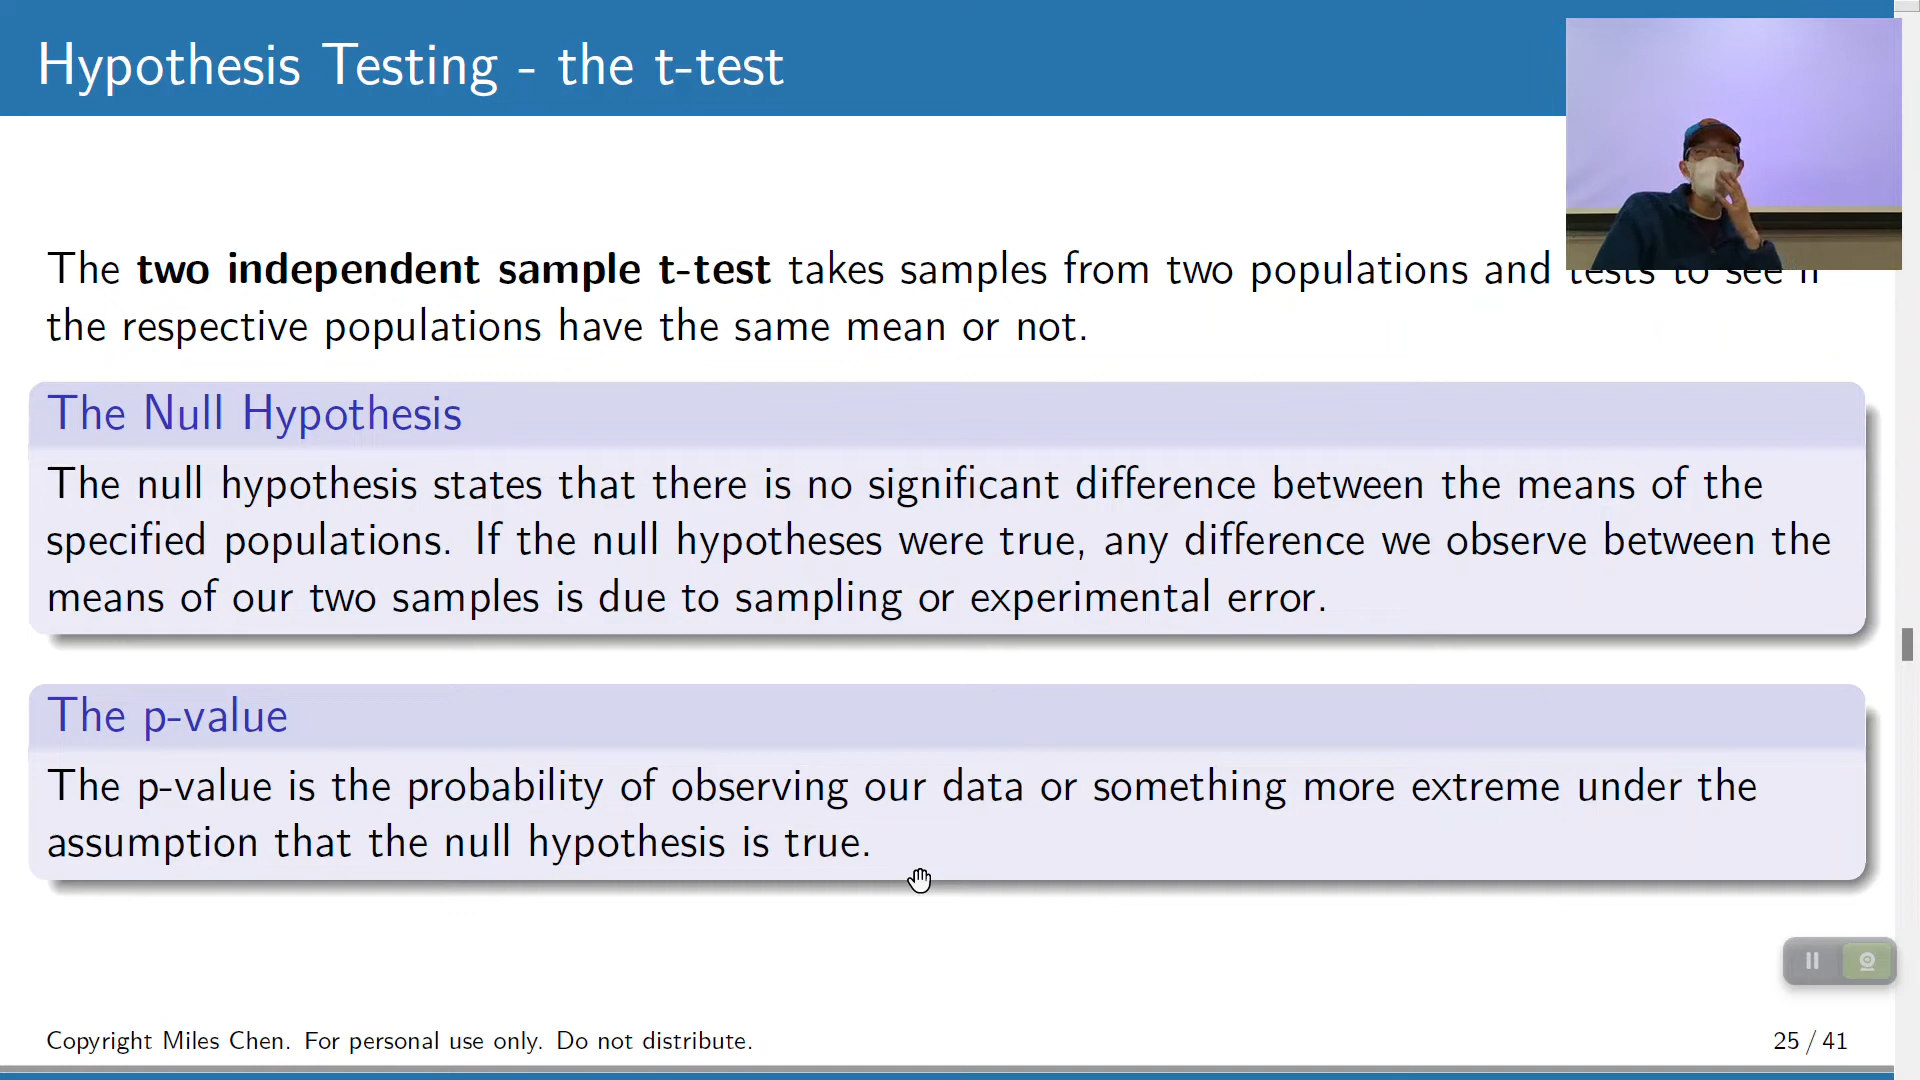 Hypothesis Testing - the t-test
The two independent sample t-test takes samples from two populations and tests to see if
the respective populations have the same mean or not.
The Null Hypothesis
The null hypothesis states that there is no significant difference between the means of the
specified populations. If the null hypotheses were true, any difference we observe between the
means of our two samples is due to sampling or experimental error.
The p-value
The p-value is the probability of observing our data or something more extreme under the
assumption that the null hypothesis is true.
Copyright Miles Chen. For personal use only. Do not distribute.
25 / 41